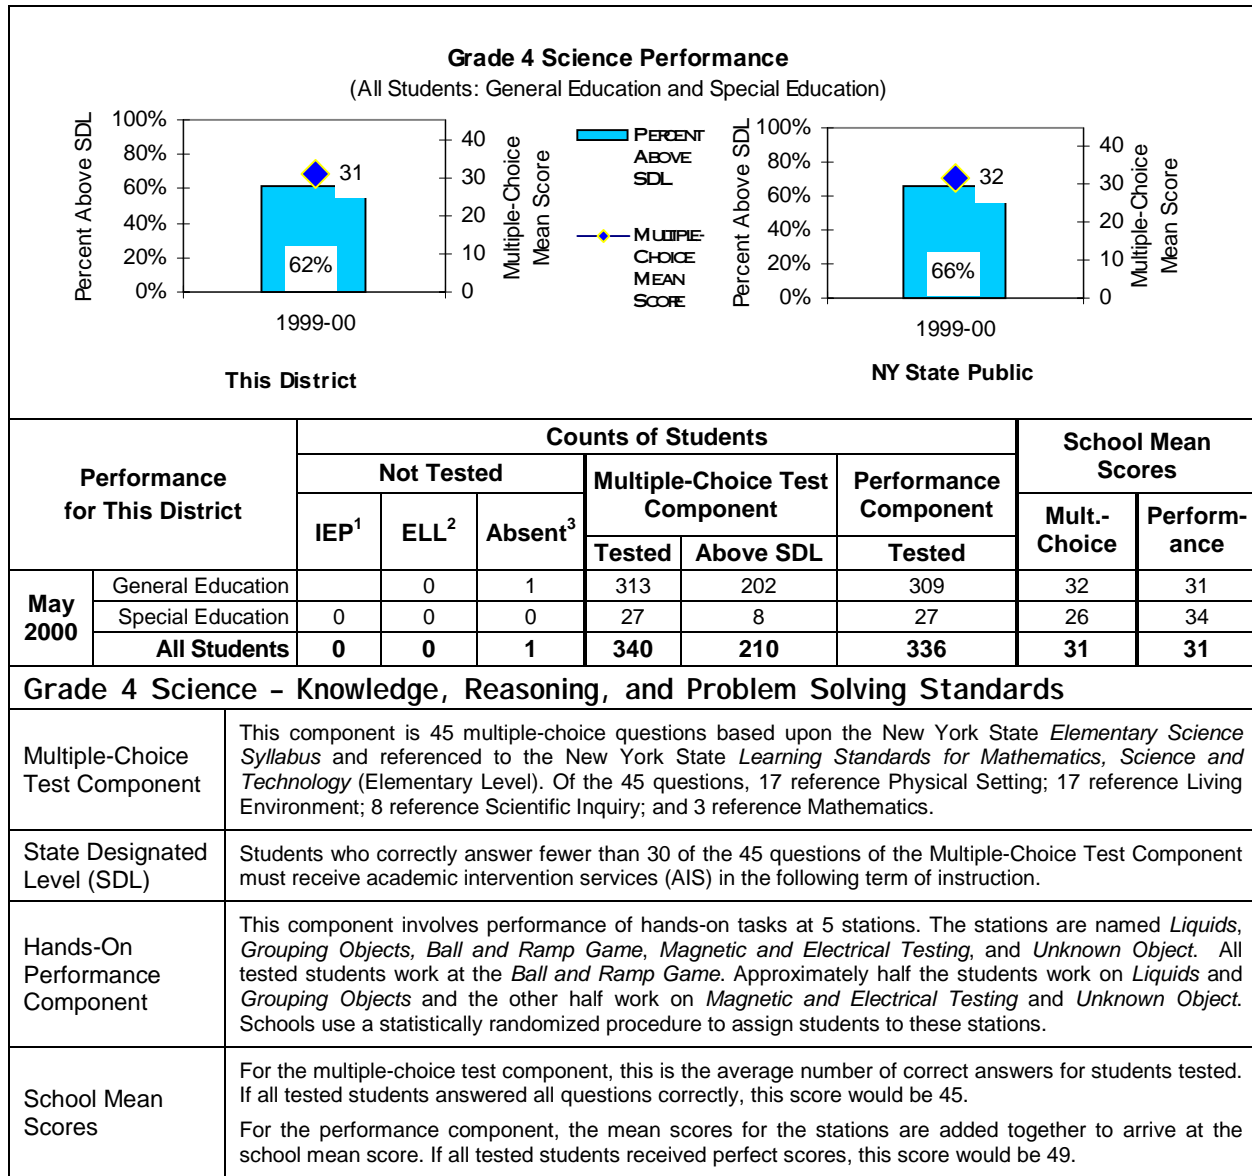 Grade 4 Science Performance
(All Students: General Education and Special Education)
Percent Above SDL
100%
80%
60%
40%
20%
0%
31
62%
1999-00
40
30
20
10
0
Multiple-Choice
Mean Score
This District
PERCENT
ABOVE
SDL
MULTIPLE-
CHOICE
MEAN
SCORE
Percent Above SDL
100%
80%
60%
40%
20%
0%
32
66%
1999-00
40
30
20
10
0
Multiple-Choice
Mean Score
NY State Public
Performance
for This District
Counts of Students
School Mean
Scores
Not Tested
Multiple-Choice Test
Component
Performance
Component
IEP1 ELL2 Absent3
Tested Above SDL Tested
Mult.-
Choice
Perform-
ance
May
2000
General Education 0 1 313 202 309 32 31
Special Education 0 0 0 27 8 27 26 34
All Students 0 0 1 340 210 336 31 31
Grade 4 Science – Knowledge, Reasoning, and Problem Solving Standards
Multiple-Choice
Test Component
This component is 45 multiple-choice questions based upon the New York State Elementary Science
Syllabus and referenced to the New York State Learning Standards for Mathematics, Science and
Technology (Elementary Level). Of the 45 questions, 17 reference Physical Setting; 17 reference Living
Environment; 8 reference Scientific Inquiry; and 3 reference Mathematics.
State Designated
Level (SDL)
Students who correctly answer fewer than 30 of the 45 questions of the Multiple-Choice Test Component
must receive academic intervention services (AIS) in the following term of instruction.
Hands-On
Performance
Component
This component involves performance of hands-on tasks at 5 stations. The stations are named Liquids,
Grouping Objects, Ball and Ramp Game, Magnetic and Electrical Testing, and Unknown Object. All
tested students work at the Ball and Ramp Game. Approximately half the students work on Liquids and
Grouping Objects and the other half work on Magnetic and Electrical Testing and Unknown Object.
Schools use a statistically randomized procedure to assign students to these stations.
School Mean
Scores
For the multiple-choice test component, this is the average number of correct answers for students tested.
If all tested students answered all questions correctly, this score would be 45.
For the performance component, the mean scores for the stations are added together to arrive at the
school mean score. If all tested students received perfect scores, this score would be 49.